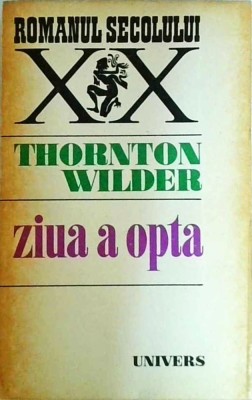 ROMANUL SECOLULUI
XX
THORNTON
WILDER
ziua a opta
UNIVERS